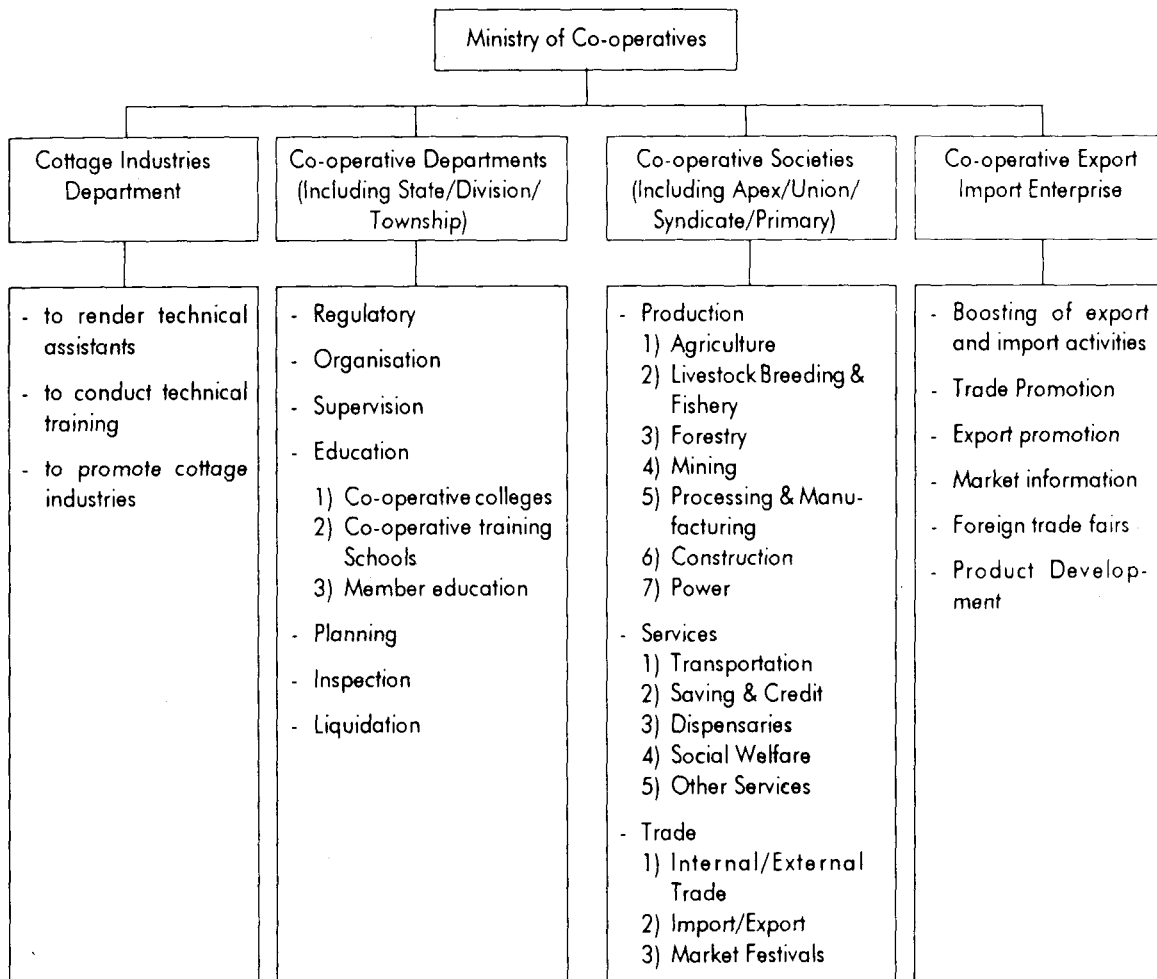 Ministry of Co-operatives
Cottage Industries
Department
Co-operative Departments
(Including State/Division/
Township)
Co-operative Societies
(Including Apex/Union/
Syndicate/Primary)
Co-operative Export
Import Enterprise
- to render technical
assistants
- to conduct technical
training
- to promote cottage
industries
- Regulatory
- Organisation
- Supervision
- Education
1) Co-operative colleges
2) Co-operative training
Schools
3) Member education
- Planning
- Inspection
- Liquidation
- Production
1) Agriculture
2) Livestock Breeding &
Fishery
3) Forestry
4) Mining
5) Processing & Manu-
facturing
6) Construction
7) Power
- Services
1) Transportation
2) Saving & Credit
3) Dispensaries
4) Social Welfare
5) Other Services
- Trade
1) Internal/External
Trade
2) Import/Export
3) Market Festivals
- Boosting of export
and import activities
- Trade Promotion
- Export promotion
- Market information
- Foreign trade fairs
- Product Develop-
ment